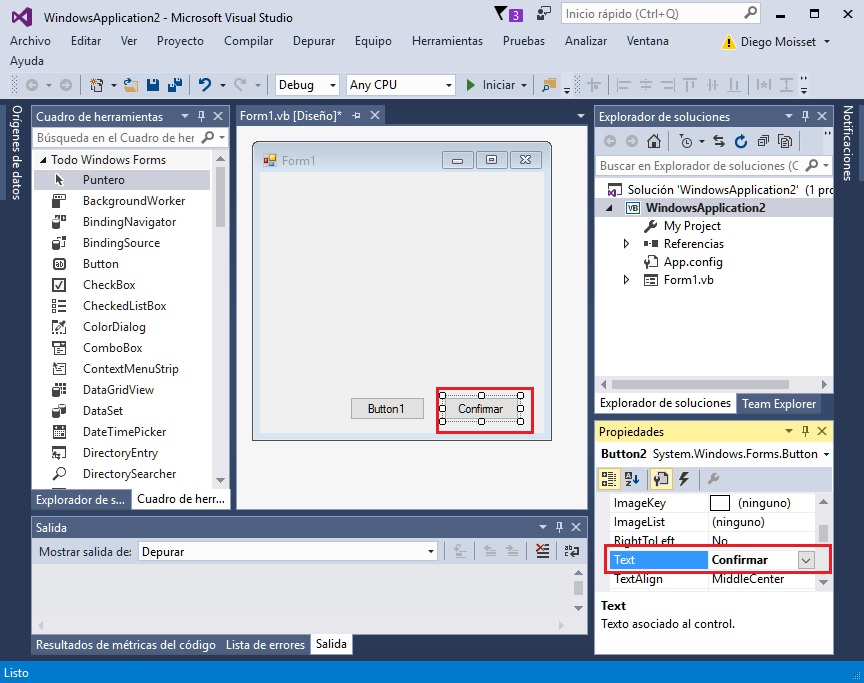 WindowsApplication2 - Microsoft Visual Studio
3
Inicio rápido (Ctrl+Q)
Archivo Editar Ver Proyecto Compilar Depurar Equipo Herramientas Pruebas Analizar Ventana Diego Moisset
Ayuda
Debug Any CPU Iniciar
Orígenes de datos
Cuadro de herramientas
Búsqueda en el Cuadro de her
Todo Windows Forms
Puntero
BackgroundWorker
BindingNavigator
BindingSource
Button
CheckBox
CheckedListBox
ColorDialog
ComboBox
ContextMenuStrip
DataGridView
DataSet
DateTimePicker
DirectoryEntry
DirectorySearcher
Explorador de s... Cuadro de herr...
Form1.vb [Diseño]*
Form1
Button1 Confirmar
Explorador de soluciones
Buscar en Explorador de soluciones (C
Solución 'WindowsApplication2' (1 pro
VB WindowsApplication2
My Project
Referencias
App.config
Form1.vb
Explorador de soluciones Team Explorer
Notificaciones
Propiedades
Button2 System.Windows.Forms.Button
ImageKey (ninguno)
ImageList (ninguno)
RightToLeft No
Text Confirmar
TextAlign MiddleCenter
Text
Texto asociado al control.
Salida
Mostrar salida de: Depurar
Resultados de métricas del código Lista de errores Salida
Listo